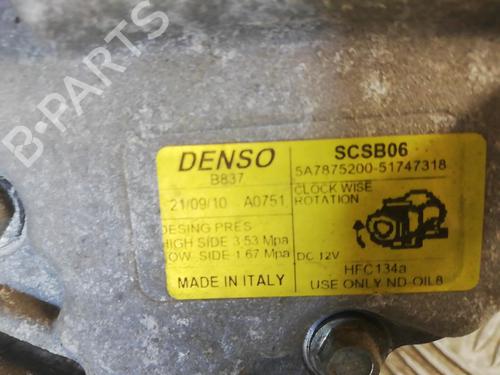 B-PARTS
DENSO
B837
21/09/10 A0751
DESING PRES
HIGH SIDE 3.53 Mpa
LOW SIDE 1.67 Mpa
MADE IN ITALY
SCSB06
5A7875200-51747318
CLOCK WISE
ROTATION
DC 12V
HFC134a
USE ONLY ND-OIL8